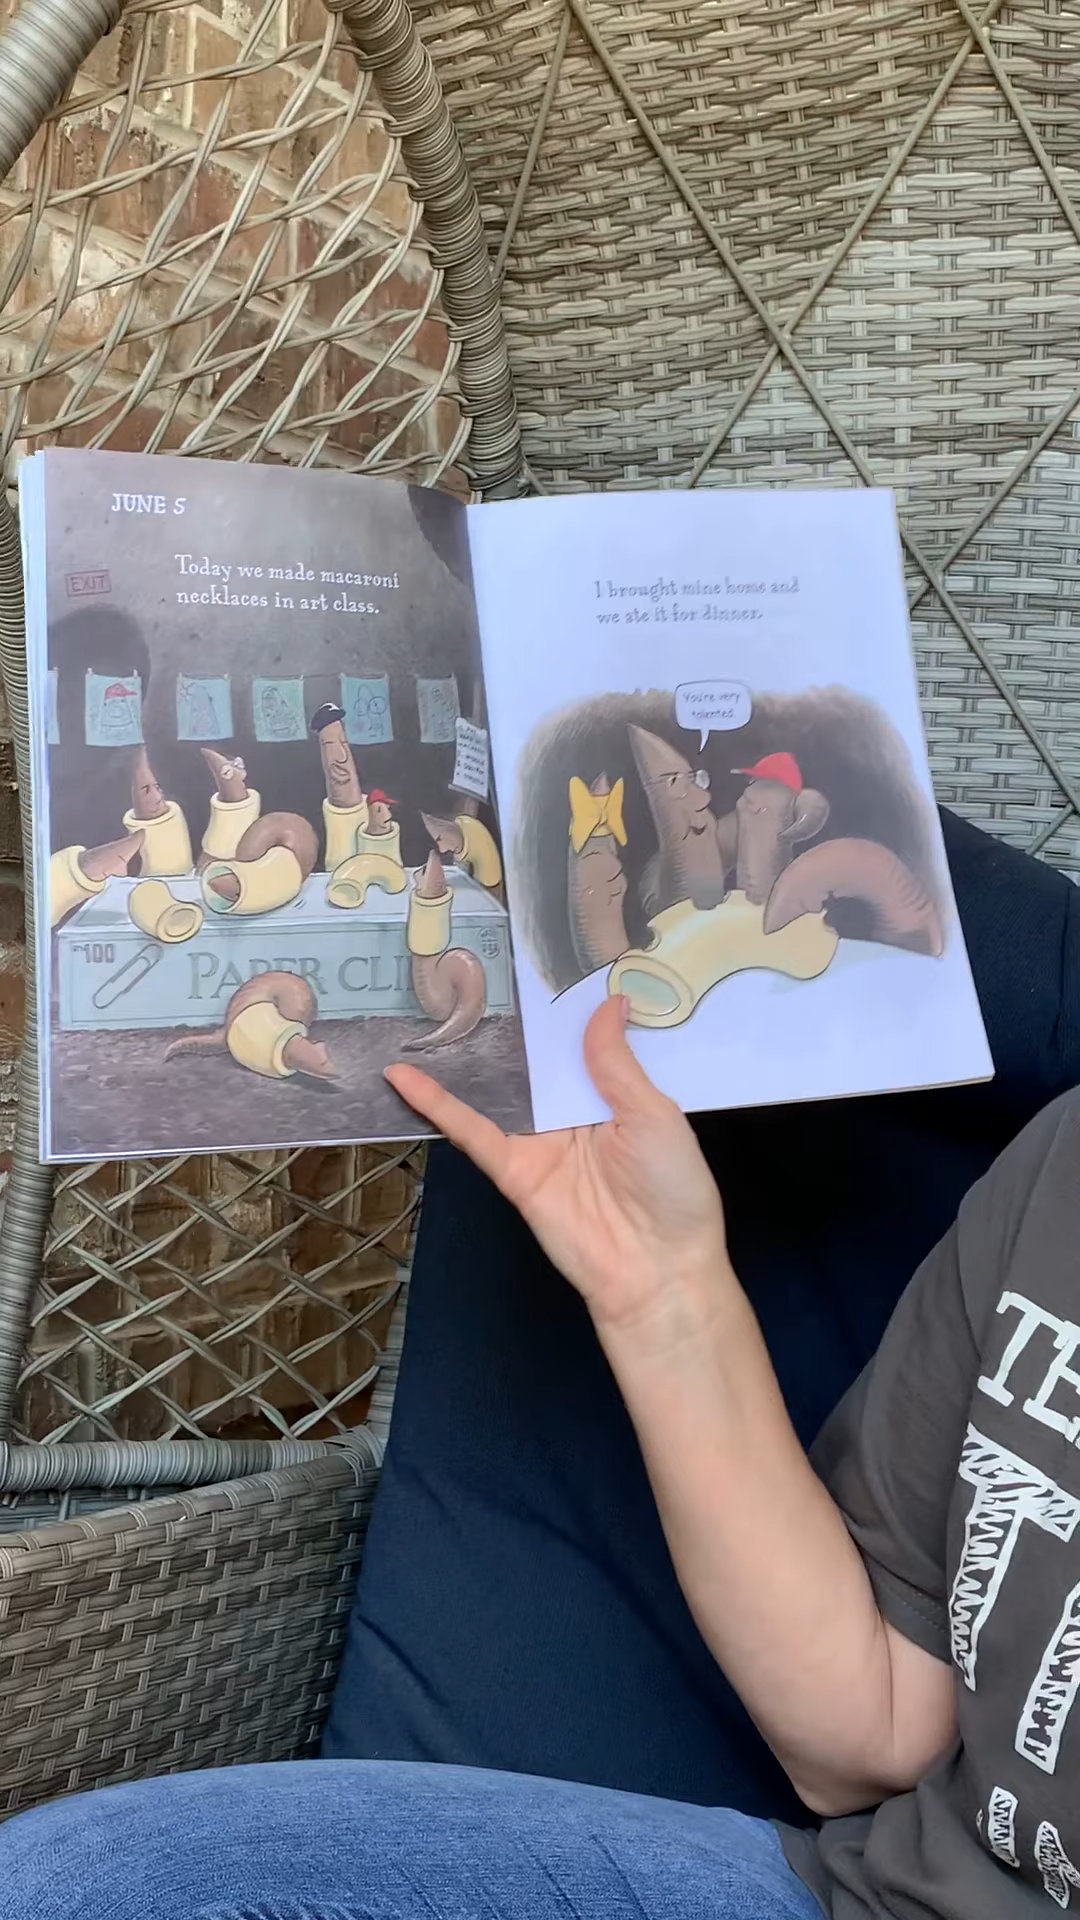 JUNE 5
Today we made macaroni
necklaces in art class.
EXIT
100
PAPER CLI
I brought mine home and
we ate it for dinner.
You're very
talented.